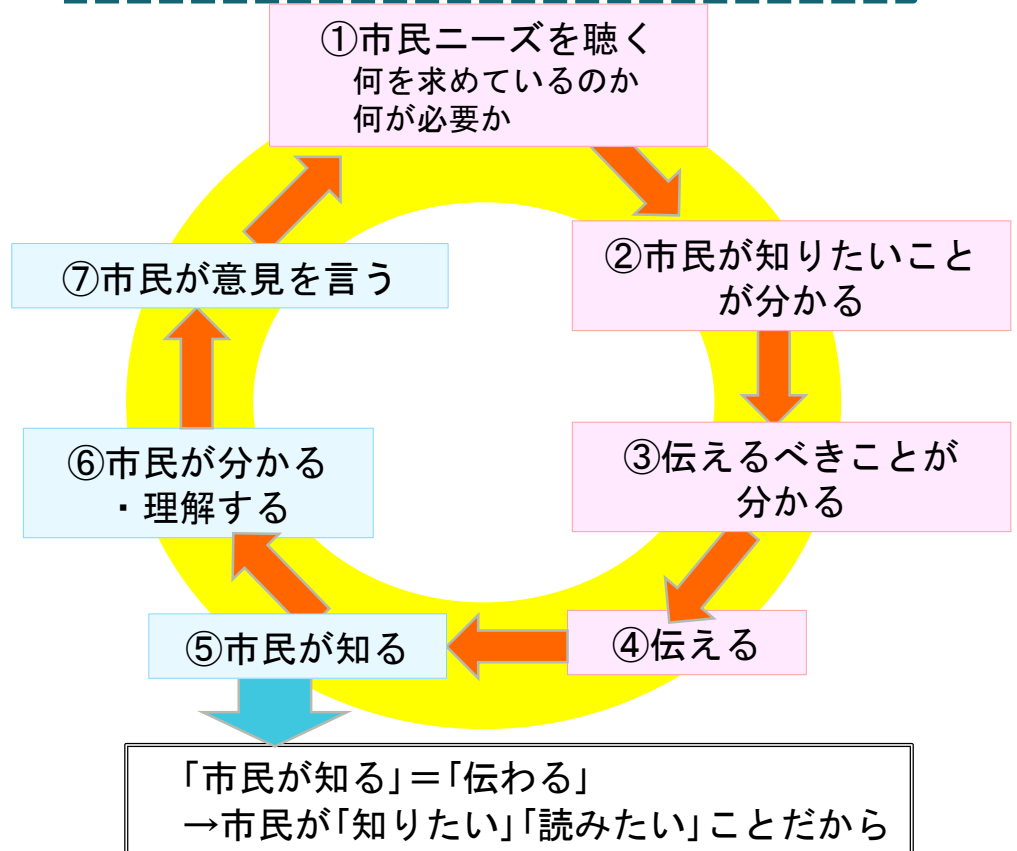 ①市民ニーズを聴く
何を求めているのか
何が必要か
②市民が知りたいこと
が分かる
③伝えるべきことが
分かる
④伝える
⑤市民が知る
⑥市民が分かる
・理解する
⑦市民が意見を言う
「市民が知る」＝「伝わる」
→市民が「知りたい」「読みたい」ことだから